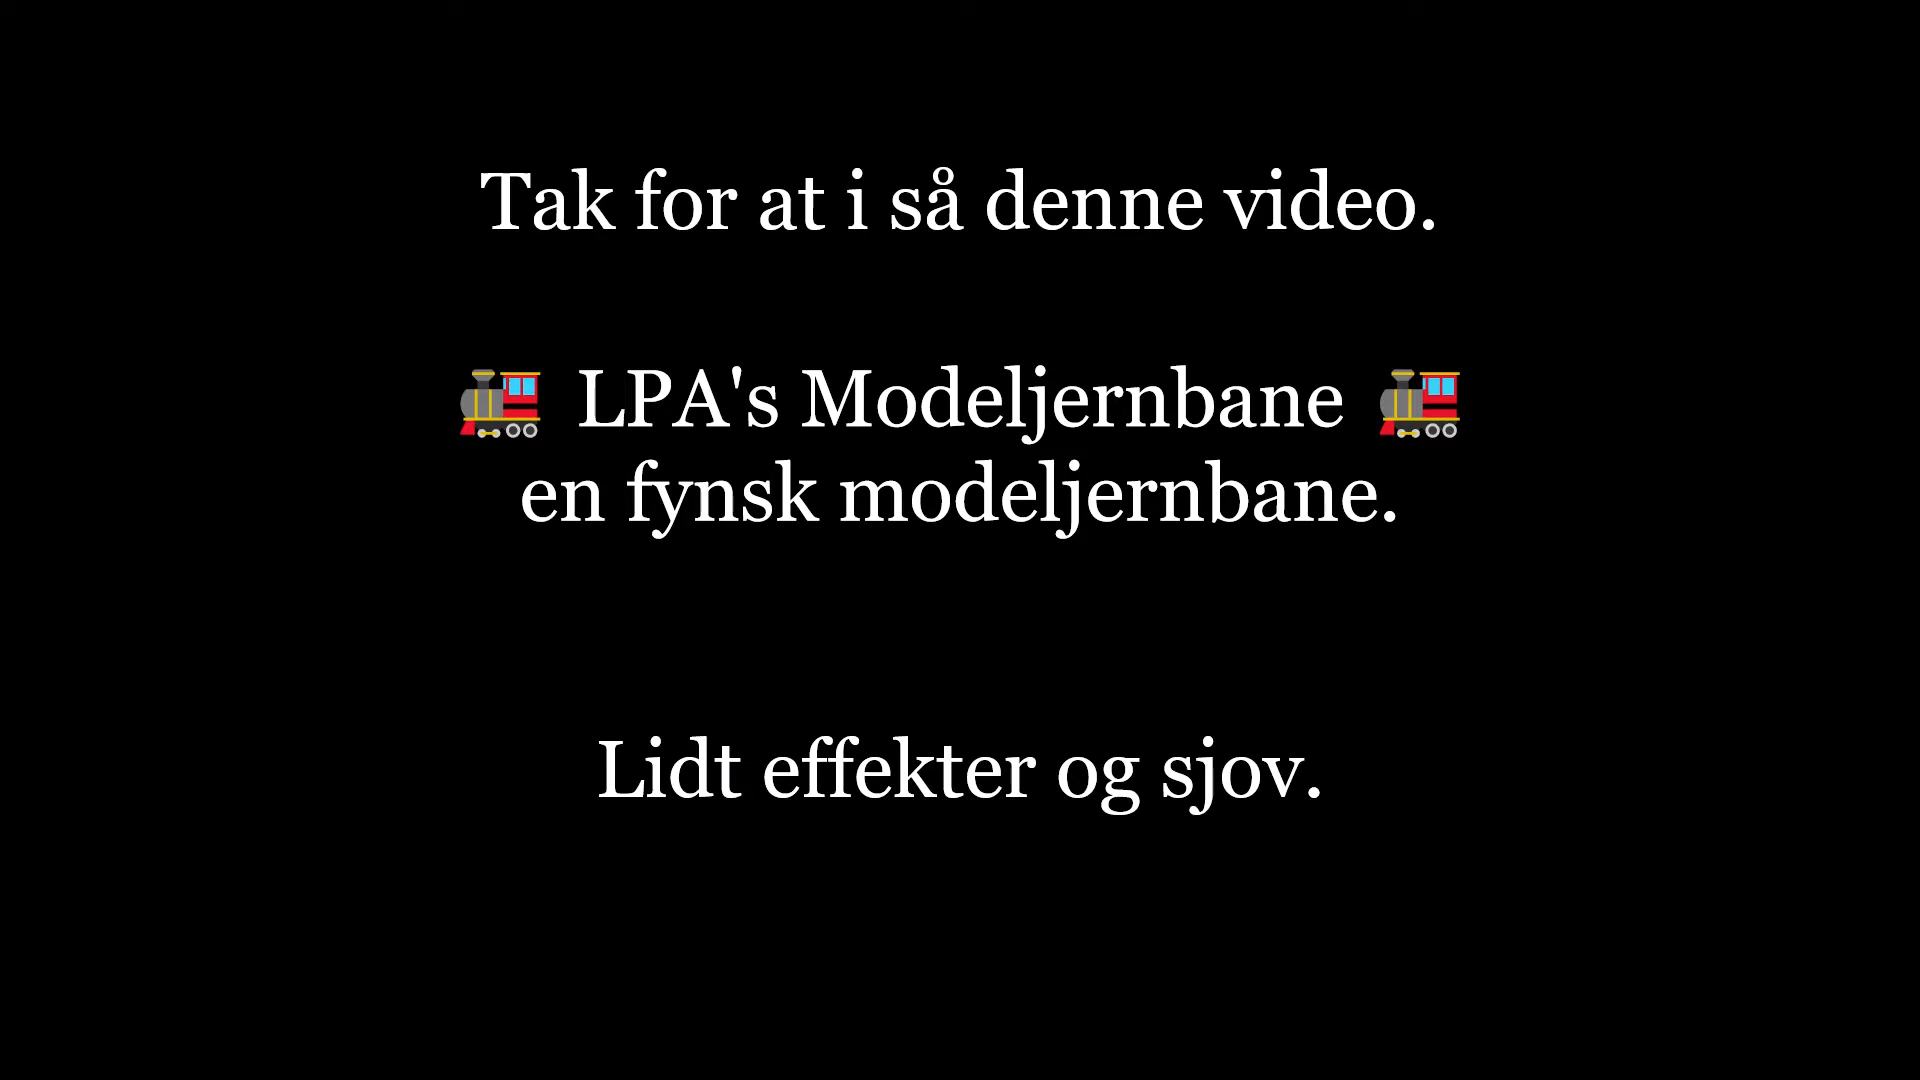 Tak for at i så denne video.
🚂 LPA's Modeljernbane 🚂
en fynsk modeljernbane.
Lidt effekter og sjov.